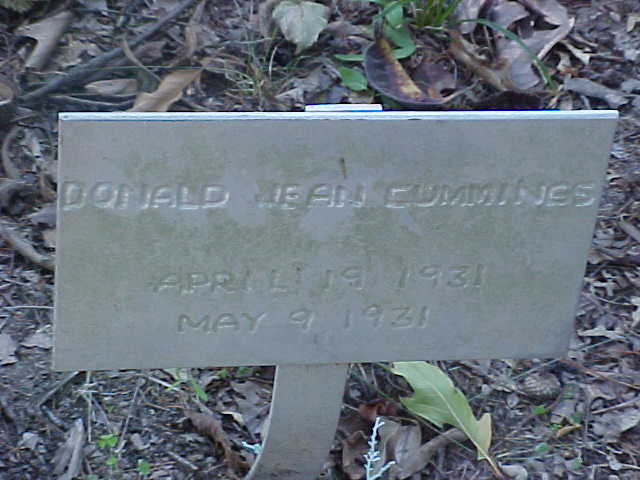 DONALD JEAN CUMMINES
APRIL 19 1931
MAY 9 1931